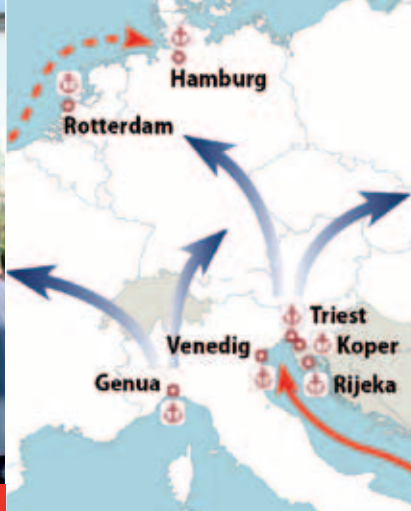 Hamburg
Rotterdam
Triest
Venedig
Koper
Genua
Rijeka